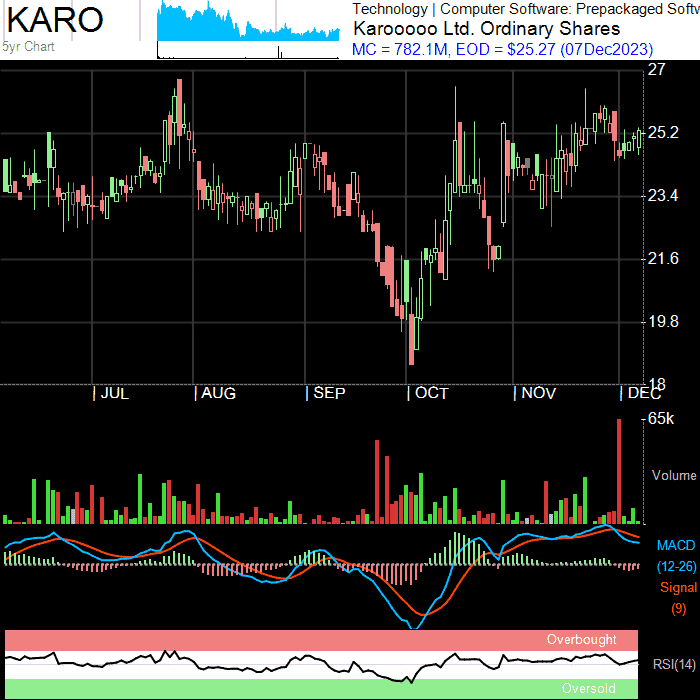 KARO
5yr Chart
Technology | Computer Software: Prepackaged Softw
Karooooo Ltd. Ordinary Shares
MC = 782.1M, EOD = $25.27 (07Dec2023)
27
25.2
23.4
21.6
19.8
18
| JUL | AUG | SEP | OCT | NOV | DEC
65k
Volume
MACD
(12-26)
Signal
(9)
Overbought
RSI(14)
Oversold